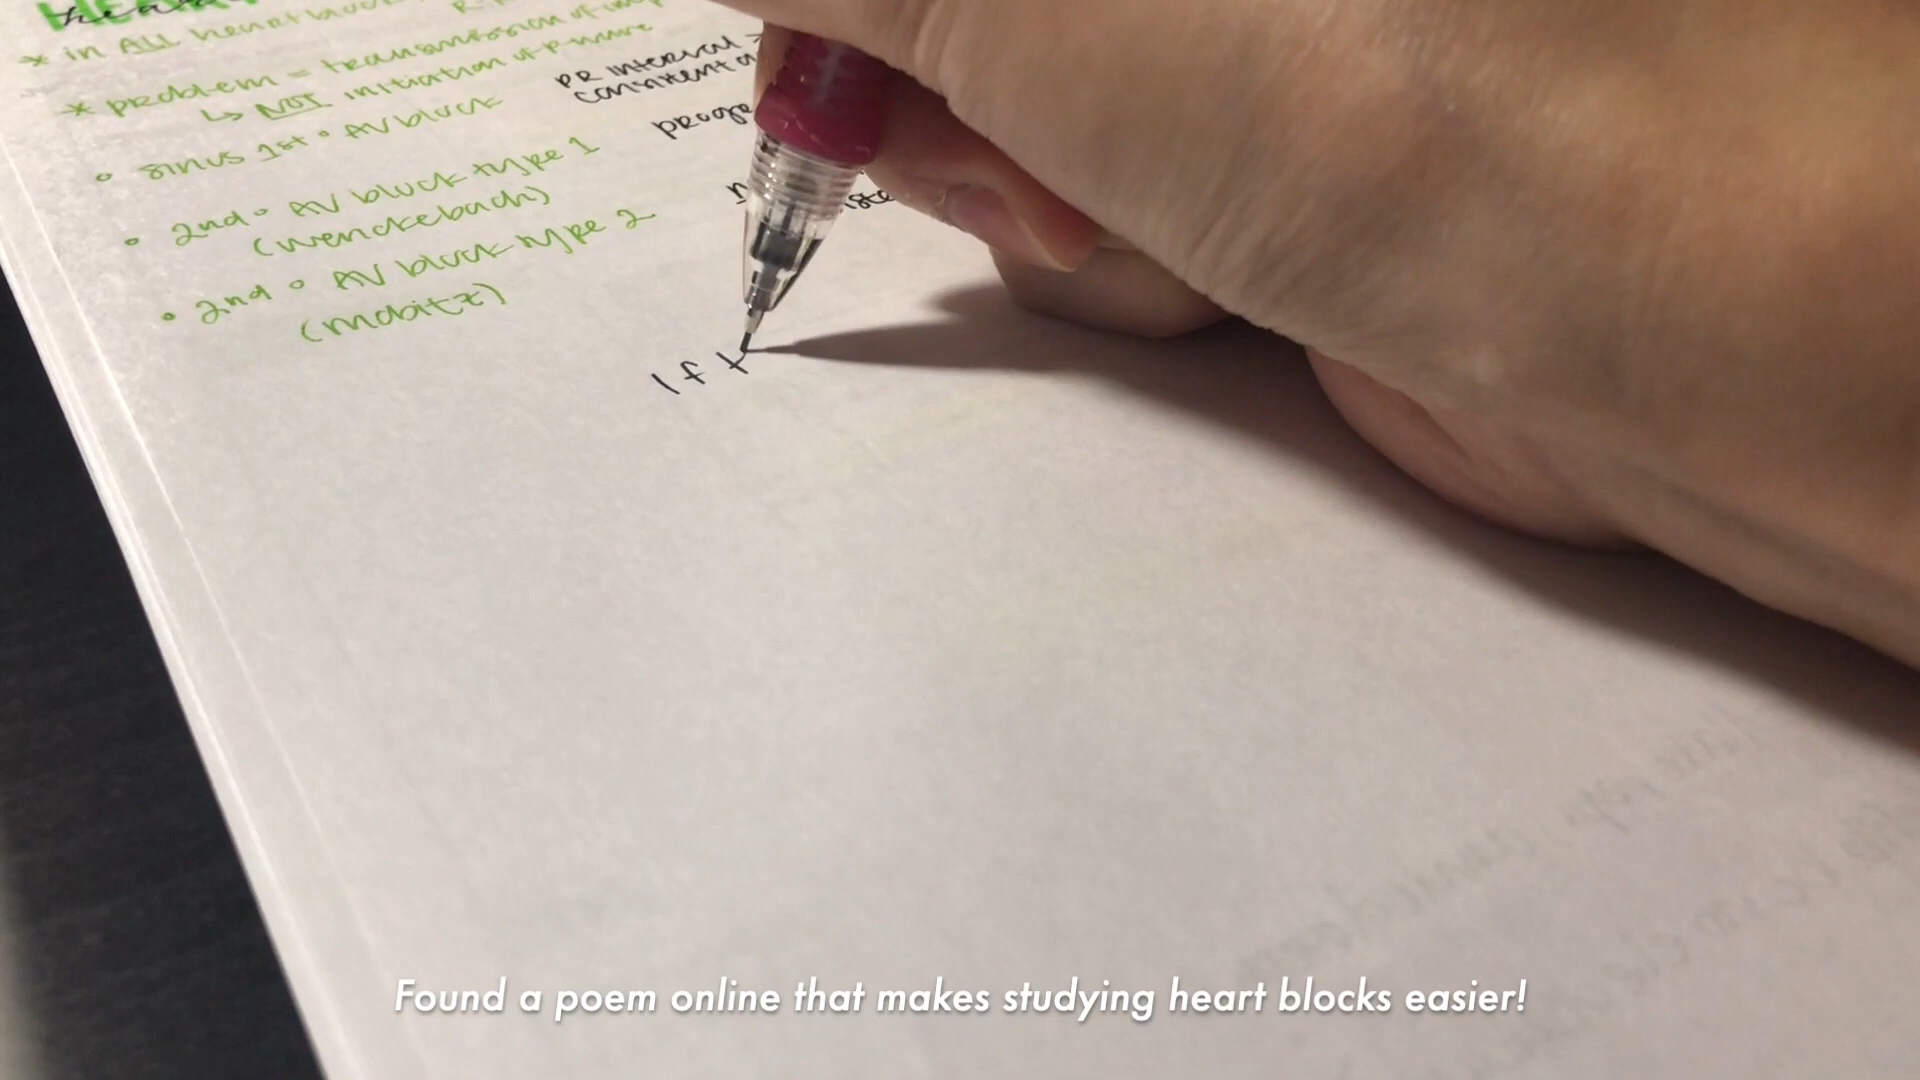 * in ALL heart block
* problem = transmission of imp
↳ NOT initiation of p wave
• sinus 1st ° AV block
PR interval
consistent a
proge
• 2nd ° AV block type 1
(wenckebach)
• 2nd ° AV block type 2
(mobitz)
If t
Found a poem online that makes studying heart blocks easier!